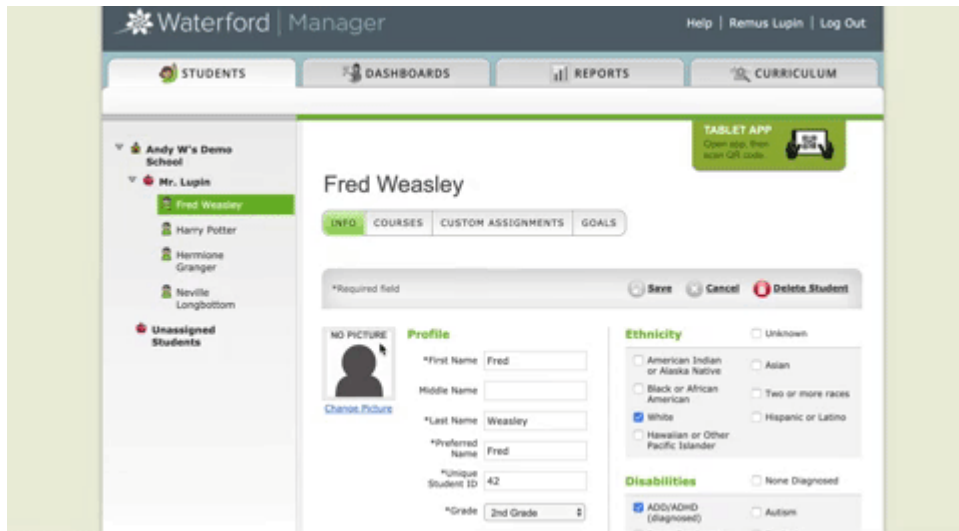 Waterford | Manager
Help | Remus Lupin | Log Out
STUDENTS
DASHBOARDS
REPORTS
CURRICULUM
TABLET APP
Open app, then
scan QR code.
Andy W's Demo
School
Mr. Lupin
Fred Weasley
Harry Potter
Hermione
Granger
Neville
Longbottom
Unassigned
Students
Fred Weasley
INFO
COURSES
CUSTOM ASSIGNMENTS
GOALS
*Required field
Save
Cancel
Delete Student
NO PICTURE
Change Picture
Profile
*First Name Fred
Middle Name
*Last Name Weasley
*Preferred
Name Fred
*Unique
Student ID 42
*Grade 2nd Grade
Ethnicity
Unknown
American Indian
or Alaska Native
Asian
Black or African
American
Two or more races
White
Hispanic or Latino
Hawaiian or Other
Pacific Islander
Disabilities
None Diagnosed
ADD/ADHD
(diagnosed)
Autism